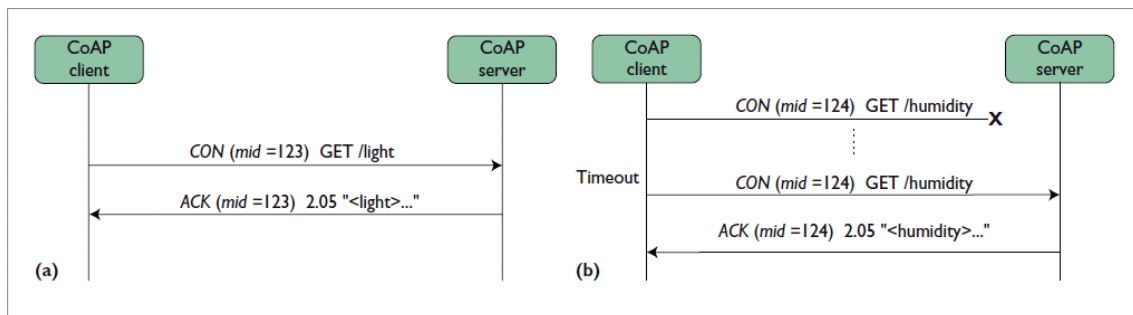 CoAP
client
CoAP
server
CON (mid =123) GET /light
ACK (mid =123) 2.05 "<light>..."
(a)
CoAP
client
CoAP
server
CON (mid =124) GET /humidity
X
Timeout
CON (mid =124) GET /humidity
ACK (mid =124) 2.05 "<humidity>..."
(b)